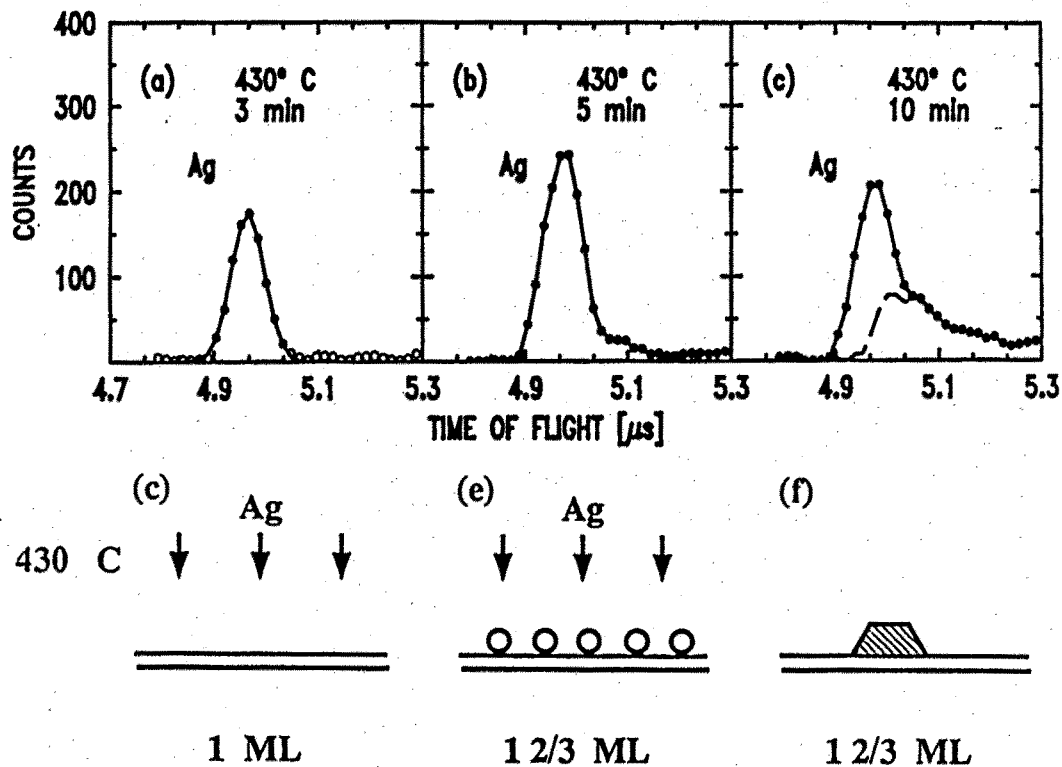 400
300
200
100
COUNTS
(a) 430° C
3 min
Ag
(b) 430° C
5 min
Ag
(c) 430° C
10 min
Ag
4.7 4.9 5.1 5.3 4.9 5.1 5.3 4.9 5.1 5.3
TIME OF FLIGHT [μs]
(c) Ag
(e) Ag
(f)
430 C
1 ML
1 2/3 ML
1 2/3 ML